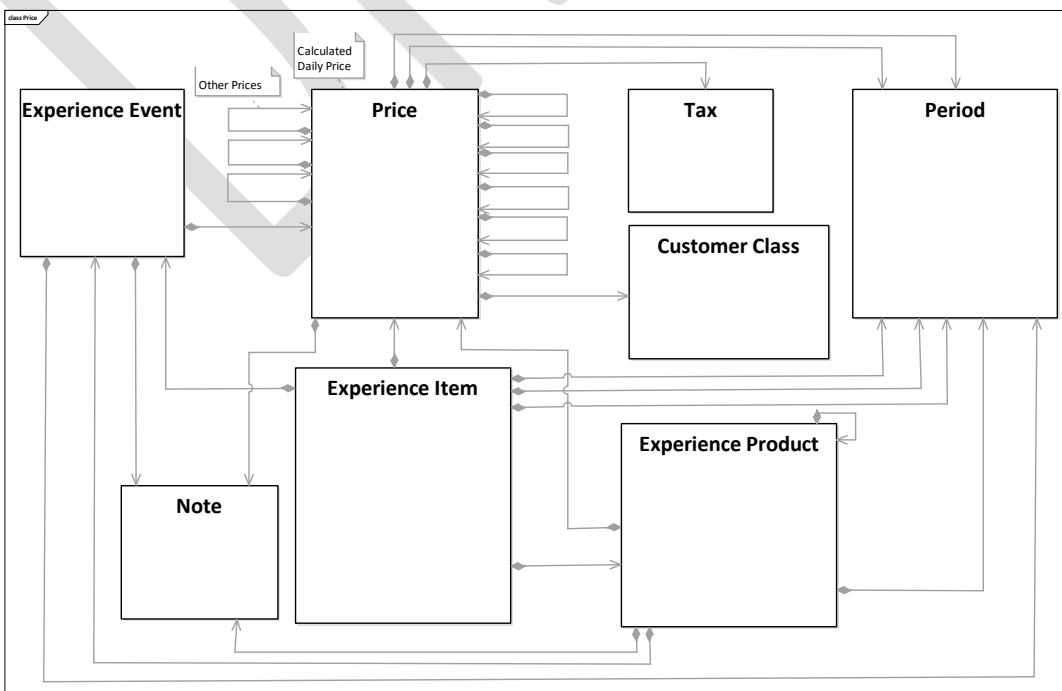 class Price
Calculated
Daily Price
Other Prices
Experience Event
Price
Tax
Period
Customer Class
Experience Item
Experience Product
Note